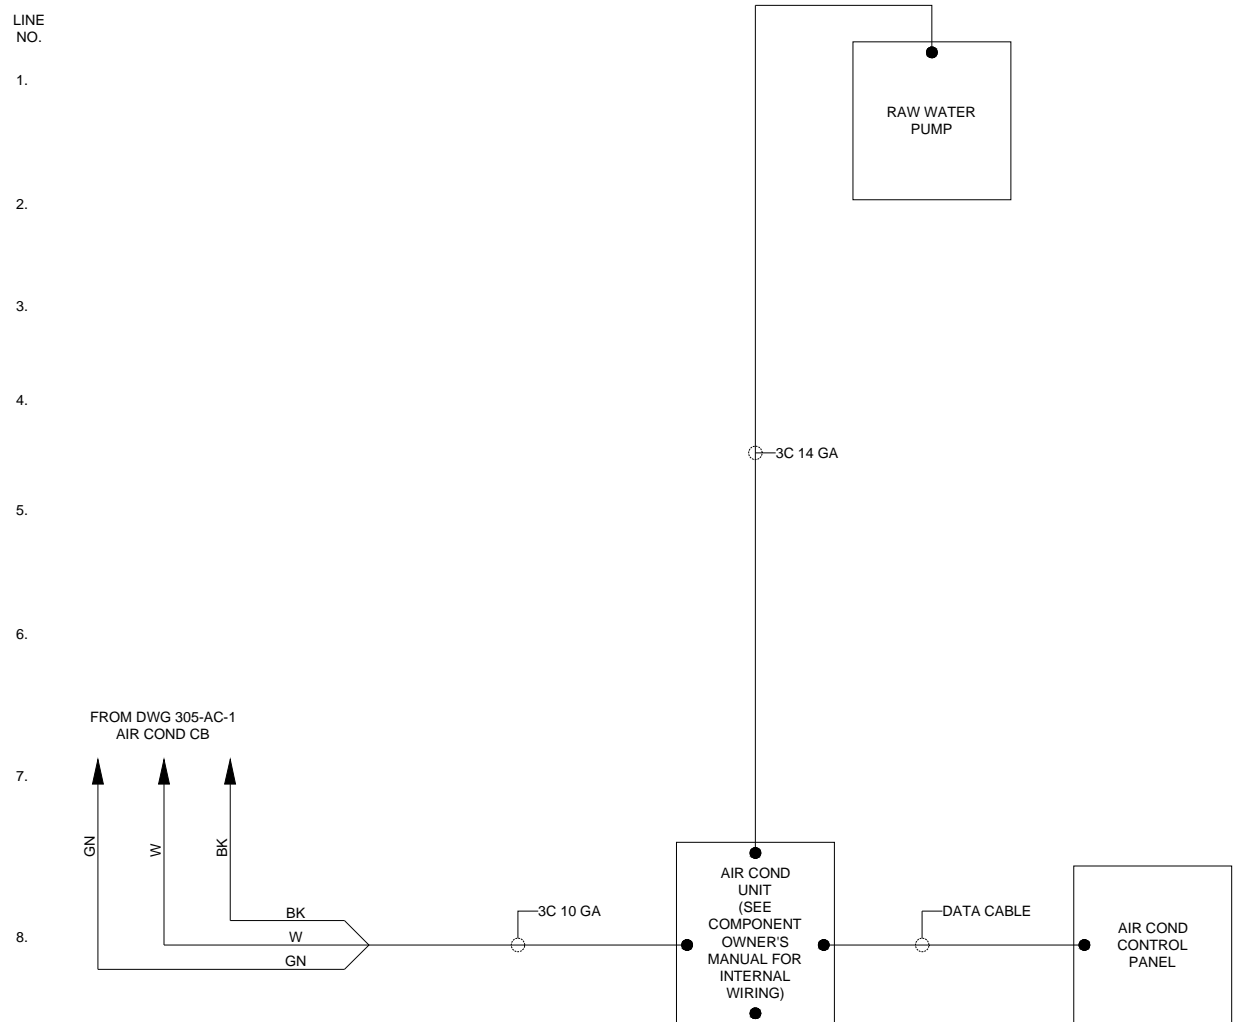 LINE
NO.
1.
RAW WATER
PUMP
2.
3.
4.
3C 14 GA
5.
6.
FROM DWG 305-AC-1
AIR COND CB
7.
GN
W
BK
BK
W
GN
3C 10 GA
AIR COND
UNIT
(SEE
COMPONENT
OWNER'S
MANUAL FOR
INTERNAL
WIRING)
DATA CABLE
AIR COND
CONTROL
PANEL
8.